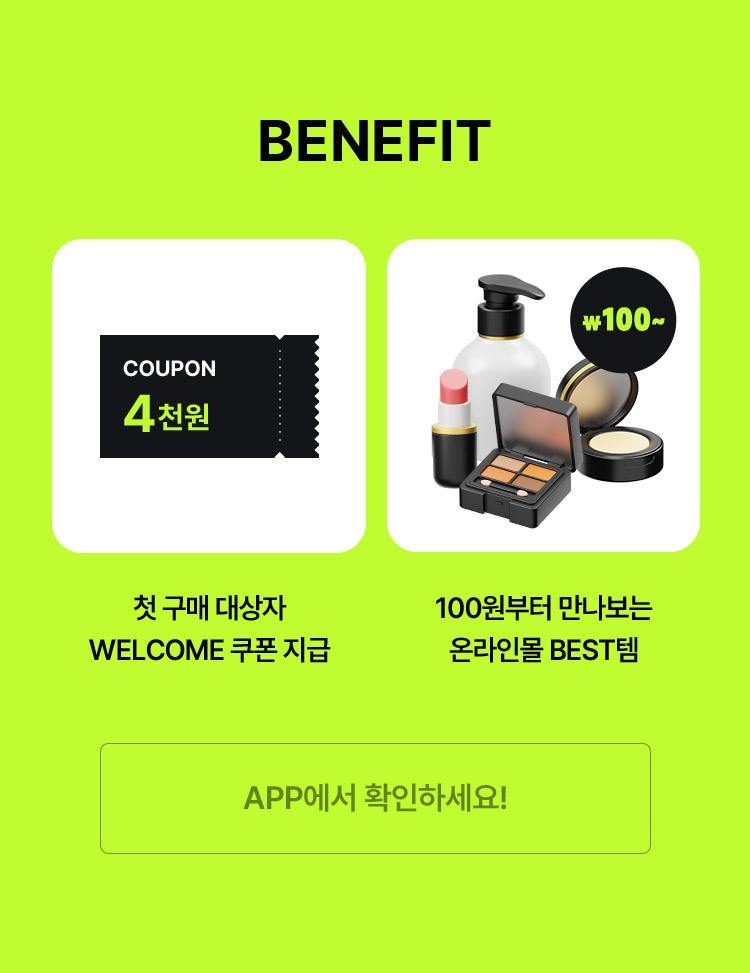 BENEFIT
COUPON
4천원
₩100~
첫 구매 대상자
WELCOME 쿠폰 지급
100원부터 만나보는
온라인몰 BEST템
APP에서 확인하세요!